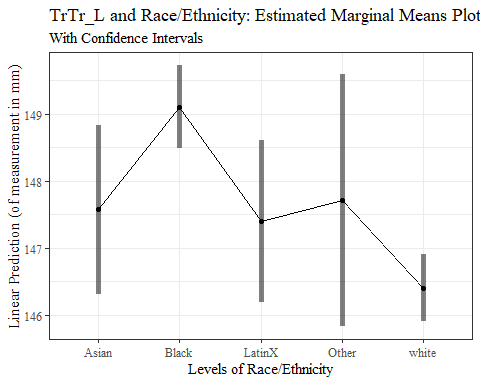 TrTr_L and Race/Ethnicity: Estimated Marginal Means Plot
With Confidence Intervals
Linear Prediction (of measurement in mm)
149
148
147
146
Asian Black LatinX Other white
Levels of Race/Ethnicity